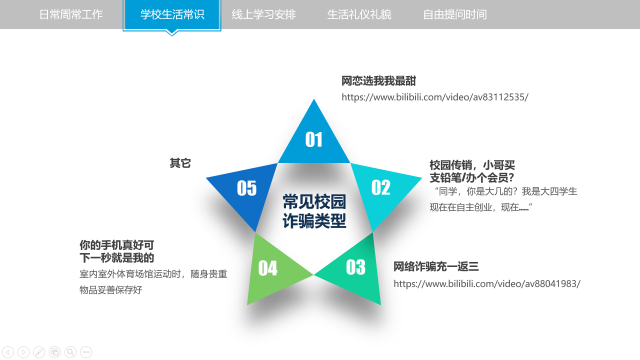 日常周常工作
学校生活常识
线上学习安排
生活礼仪礼貌
自由提问时间
网恋选我我最甜
https://www.bilibili.com/video/av83112535/
01
其它
校园传销，小哥买
支铅笔/办个会员？
“同学，你是大几的？我是大四学生
现在在自主创业，现在……”
05
02
常见校园
诈骗类型
你的手机真好可
下一秒就是我的
室内室外体育场馆运动时，随身贵重
物品妥善保存好
04
03
网络诈骗充一返三
https://www.bilibili.com/video/av88041983/